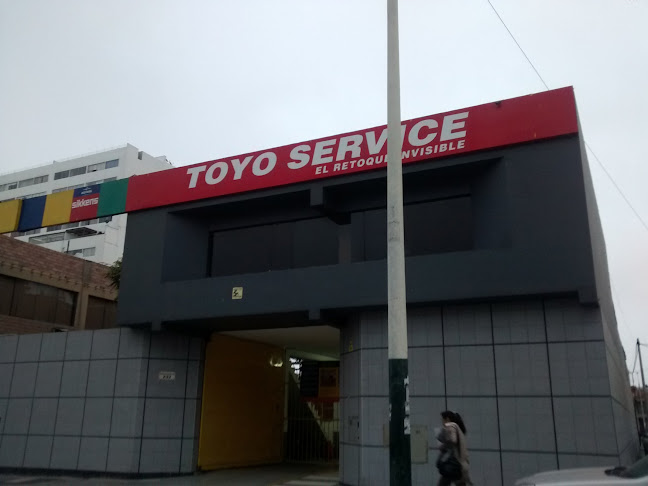 TOYO SERVICE
EL RETOQUE INVISIBLE
sikkens